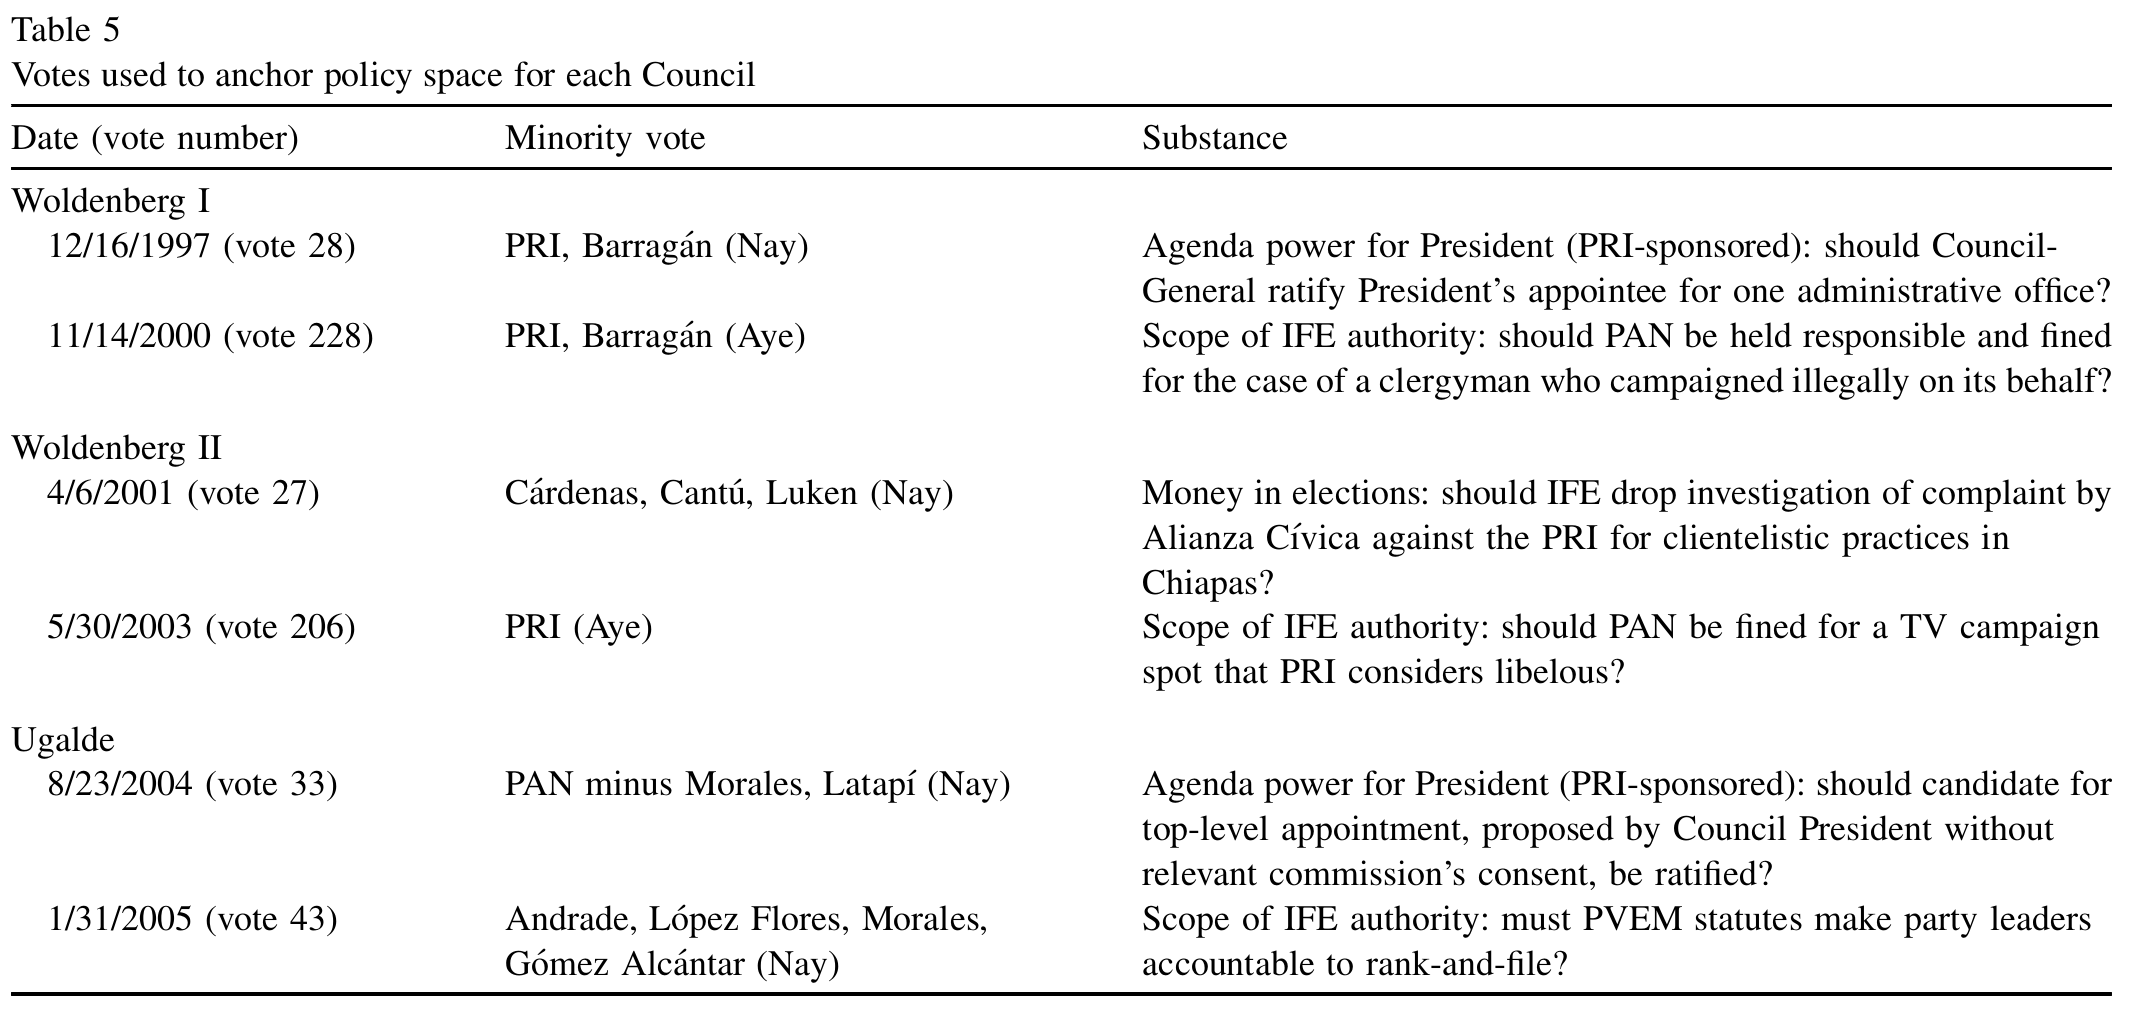 Table 5
Votes used to anchor policy space for each Council
Date (vote number) Minority vote Substance
Woldenberg I
12/16/1997 (vote 28) PRI, Barragán (Nay) Agenda power for President (PRI-sponsored): should Council-
General ratify President's appointee for one administrative office?
11/14/2000 (vote 228) PRI, Barragán (Aye) Scope of IFE authority: should PAN be held responsible and fined
for the case of a clergyman who campaigned illegally on its behalf?
Woldenberg II
4/6/2001 (vote 27) Cárdenas, Cantú, Luken (Nay) Money in elections: should IFE drop investigation of complaint by
Alianza Cívica against the PRI for clientelistic practices in
Chiapas?
5/30/2003 (vote 206) PRI (Aye) Scope of IFE authority: should PAN be fined for a TV campaign
spot that PRI considers libelous?
Ugalde
8/23/2004 (vote 33) PAN minus Morales, Latapí (Nay) Agenda power for President (PRI-sponsored): should candidate for
top-level appointment, proposed by Council President without
relevant commission's consent, be ratified?
1/31/2005 (vote 43) Andrade, López Flores, Morales, Scope of IFE authority: must PVEM statutes make party leaders
Gómez Alcántar (Nay) accountable to rank-and-file?